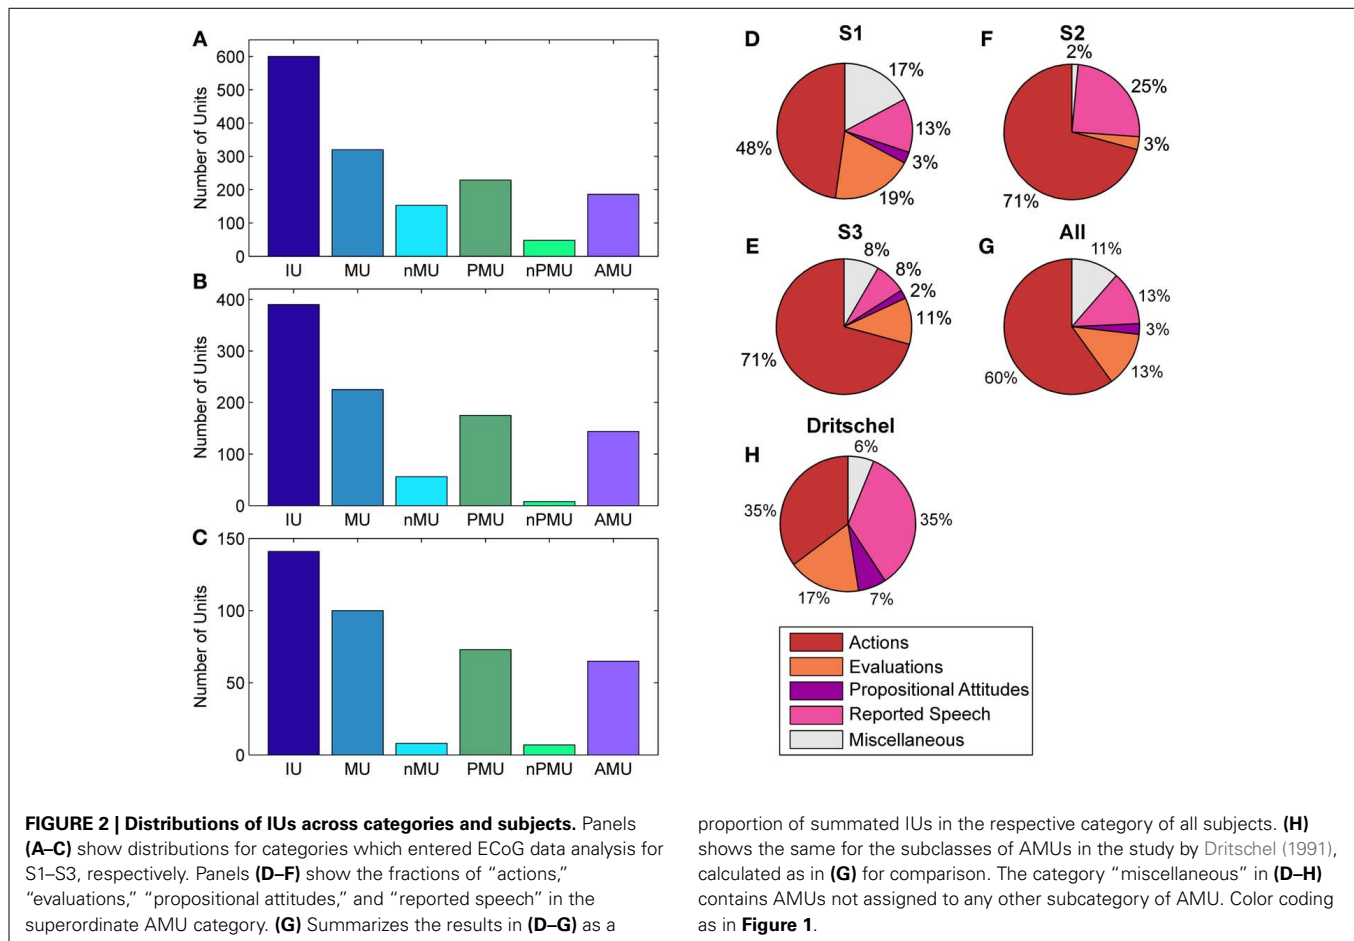 A
Number of Units
600
500
400
300
200
100
0
IU MU nMU PMU nPMU AMU
B
Number of Units
400
300
200
100
0
IU MU nMU PMU nPMU AMU
C
Number of Units
150
100
50
0
IU MU nMU PMU nPMU AMU
D
S1
17%
13%
3%
19%
48%
F
S2
2%
25%
3%
71%
E
S3
8%
8%
2%
11%
71%
G
All
11%
13%
3%
13%
60%
H
Dritschel
6%
35%
7%
17%
35%
Actions
Evaluations
Propositional Attitudes
Reported Speech
Miscellaneous
FIGURE 2 | Distributions of IUs across categories and subjects. Panels
(A–C) show distributions for categories which entered ECoG data analysis for
S1–S3, respectively. Panels (D–F) show the fractions of “actions,”
“evaluations,” “propositional attitudes,” and “reported speech” in the
superordinate AMU category. (G) Summarizes the results in (D–G) as a
proportion of summated IUs in the respective category of all subjects. (H)
shows the same for the subclasses of AMUs in the study by Dritschel (1991),
calculated as in (G) for comparison. The category “miscellaneous” in (D–H)
contains AMUs not assigned to any other subcategory of AMU. Color coding
as in Figure 1.